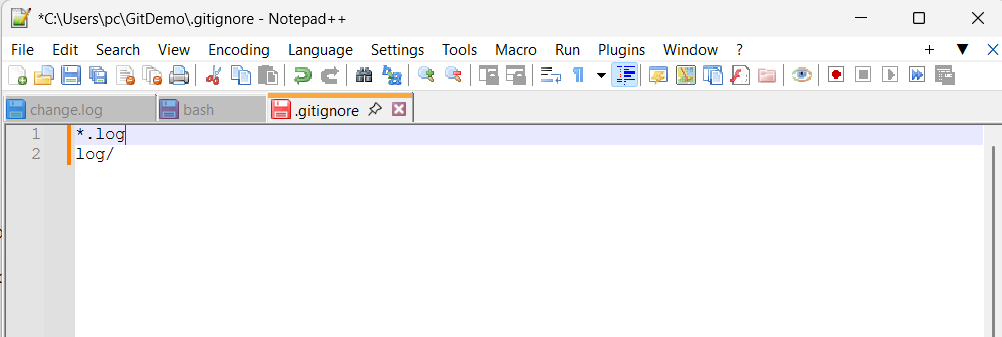 *C:\Users\pc\GitDemo\.gitignore - Notepad++
File Edit Search View Encoding Language Settings Tools Macro Run Plugins Window ?
change.log bash .gitignore
1 *.log
2 log/